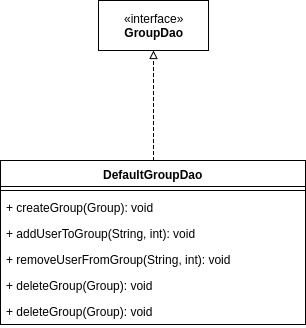 «interface»
GroupDao
DefaultGroupDao
+ createGroup(Group): void
+ addUserToGroup(String, int): void
+ removeUserFromGroup(String, int): void
+ deleteGroup(Group): void
+ deleteGroup(Group): void